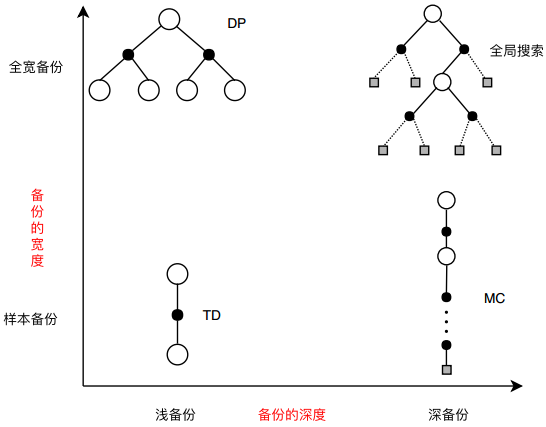 DP
全宽备份
全局搜索
备份的宽度
MC
TD
样本备份
浅备份
备份的深度
深备份